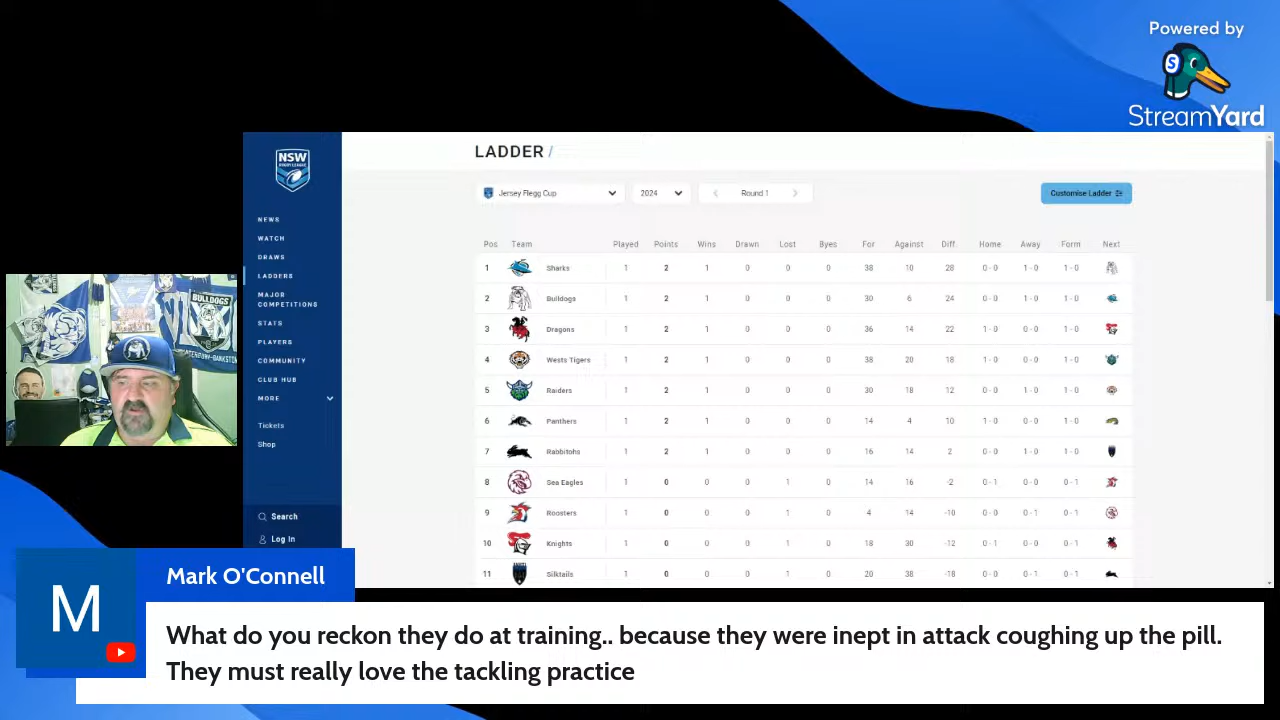 Powered by
StreamYard
LADDER /
NSW
RUGBY LEAGUE
Jersey Flegg Cup 2024 Round 1 Customise Ladder
NEWS
WATCH
DRAWS
LADDERS
MAJOR
COMPETITIONS
STATS
PLAYERS
COMMUNITY
CLUB HUB
MORE
Tickets
Shop
Search
Log In
Pos Team Played Points Wins Drawn Lost Byes For Against Diff Home Away Form Next
1 Sharks 1 2 1 0 0 0 38 10 28 0 - 0 1 - 0 1 - 0
2 Bulldogs 1 2 1 0 0 0 30 6 24 0 - 0 1 - 0 1 - 0
3 Dragons 1 2 1 0 0 0 36 14 22 1 - 0 0 - 0 1 - 0
4 Wests Tigers 1 2 1 0 0 0 38 20 18 1 - 0 0 - 0 1 - 0
5 Raiders 1 2 1 0 0 0 30 18 12 0 - 0 1 - 0 1 - 0
6 Panthers 1 2 1 0 0 0 14 4 10 1 - 0 0 - 0 1 - 0
7 Rabbitohs 1 2 1 0 0 0 16 14 2 0 - 0 1 - 0 1 - 0
8 Sea Eagles 1 0 0 0 1 0 14 16 -2 0 - 1 0 - 0 0 - 1
9 Roosters 1 0 0 0 1 0 4 14 -10 0 - 0 0 - 1 0 - 1
10 Knights 1 0 0 0 1 0 18 30 -12 0 - 1 0 - 0 0 - 1
11 Silktails 1 0 0 0 1 0 20 38 -18 0 - 0 0 - 1 0 - 1
BULLDOGS
M
Mark O'Connell
What do you reckon they do at training.. because they were inept in attack coughing up the pill.
They must really love the tackling practice